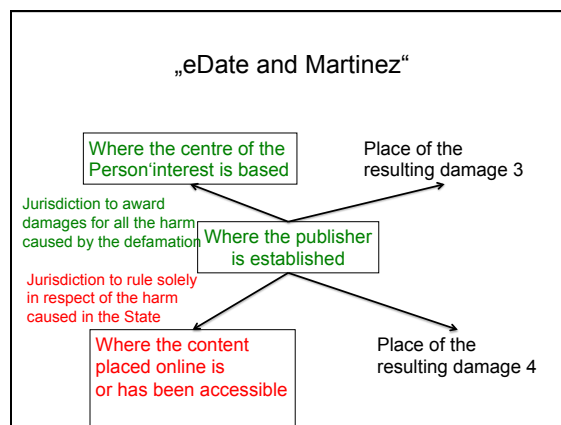 „eDate and Martinez“
Where the centre of the
Person‘interest is based
Place of the
resulting damage 3
Jurisdiction to award
damages for all the harm
caused by the defamation
Where the publisher
is established
Jurisdiction to rule solely
in respect of the harm
caused in the State
Where the content
placed online is
or has been accessible
Place of the
resulting damage 4